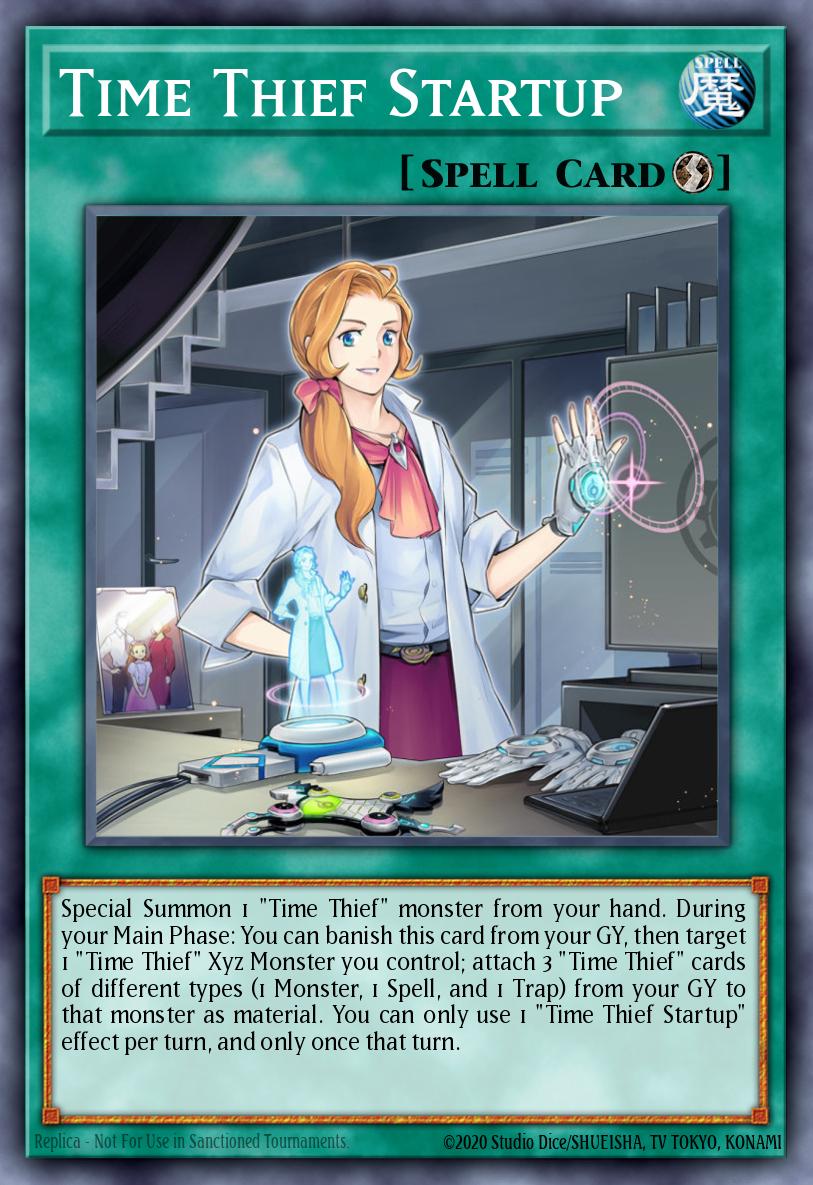 Time Thief Startup
SPELL
魔
[Spell Card]
Special Summon 1 "Time Thief" monster from your hand. During
your Main Phase: You can banish this card from your GY, then target
1 "Time Thief" Xyz Monster you control; attach 3 "Time Thief" cards
of different types (1 Monster, 1 Spell, and 1 Trap) from your GY to
that monster as material. You can only use 1 "Time Thief Startup"
effect per turn, and only once that turn.
Replica - Not For Use in Sanctioned Tournaments.
©2020 Studio Dice/SHUEISHA, TV TOKYO, KONAMI